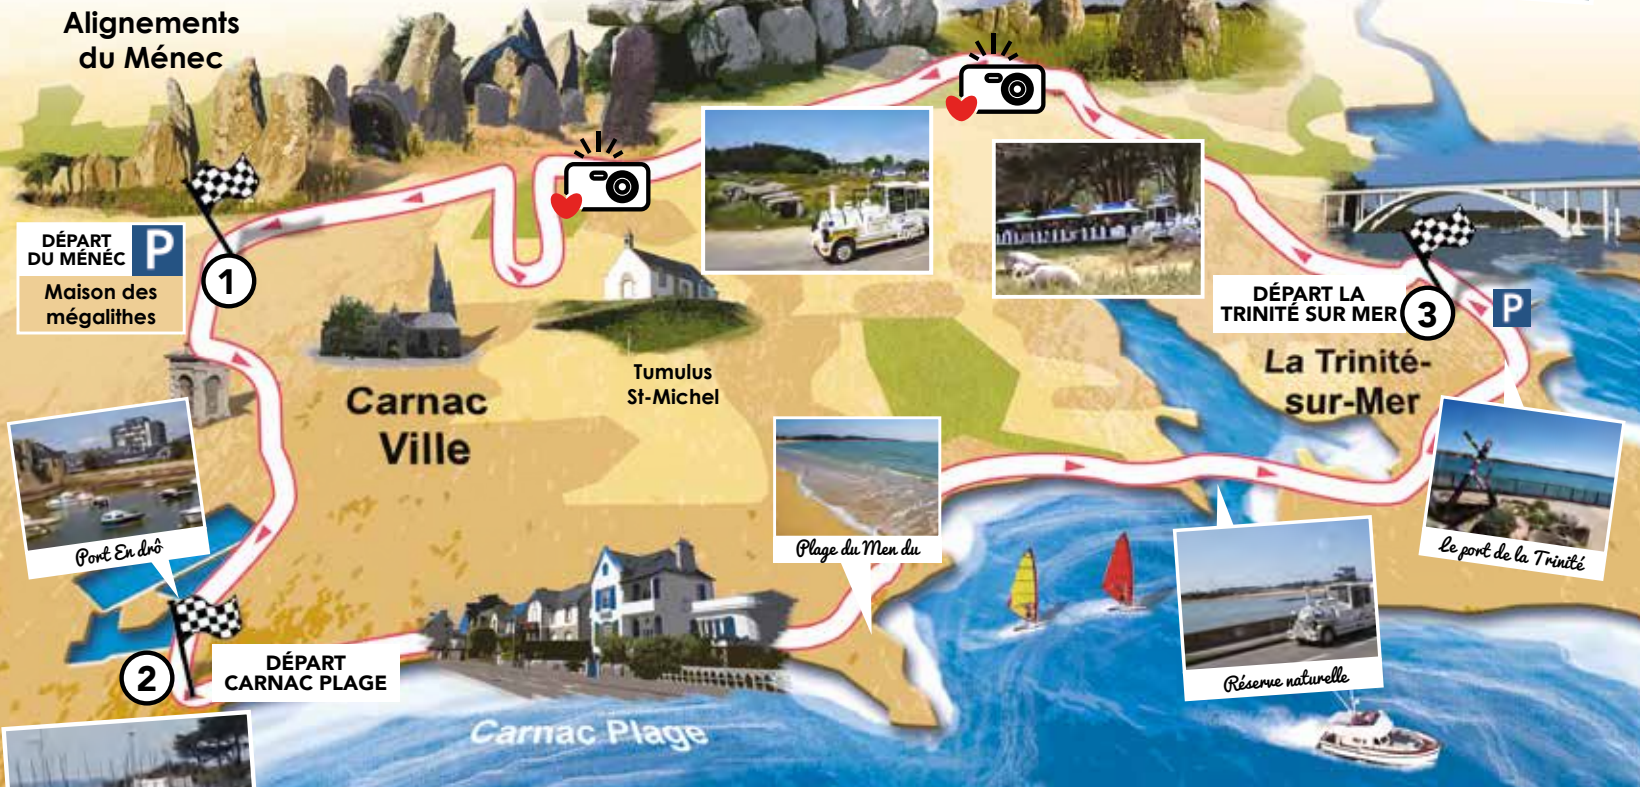 Alignements
du Ménec
DÉPART
DU MÉNÉC
P
Maison des
mégalithes
1
Tumulus
St-Michel
Carnac
Ville
DÉPART LA
TRINITÉ SUR MER
3
P
La Trinité-
sur-Mer
Port En drô
Plage du Men du
Le port de la Trinité
Réserve naturelle
2
DÉPART
CARNAC PLAGE
Carnac Plage